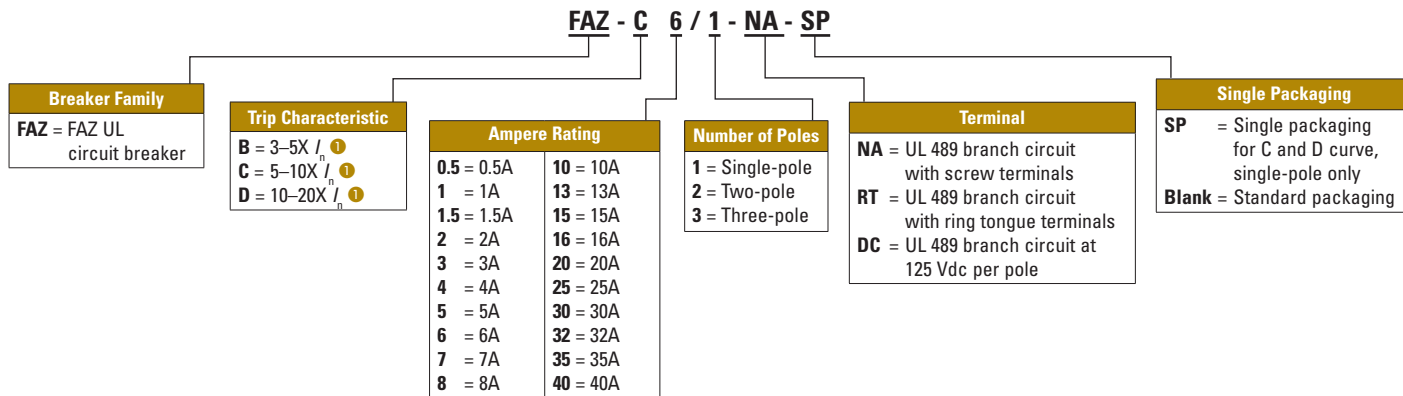 FAZ - C 6 / 1 - NA - SP
Breaker Family
FAZ = FAZ UL
circuit breaker
Trip Characteristic
B = 3–5X In ❶
C = 5–10X In ❶
D = 10–20X In ❶
Ampere Rating
0.5 = 0.5A
1 = 1A
1.5 = 1.5A
2 = 2A
3 = 3A
4 = 4A
5 = 5A
6 = 6A
7 = 7A
8 = 8A
10 = 10A
13 = 13A
15 = 15A
16 = 16A
20 = 20A
25 = 25A
30 = 30A
32 = 32A
35 = 35A
40 = 40A
Number of Poles
1 = Single-pole
2 = Two-pole
3 = Three-pole
Terminal
NA = UL 489 branch circuit
with screw terminals
RT = UL 489 branch circuit
with ring tongue terminals
DC = UL 489 branch circuit at
125 Vdc per pole
Single Packaging
SP = Single packaging
for C and D curve,
single-pole only
Blank = Standard packaging